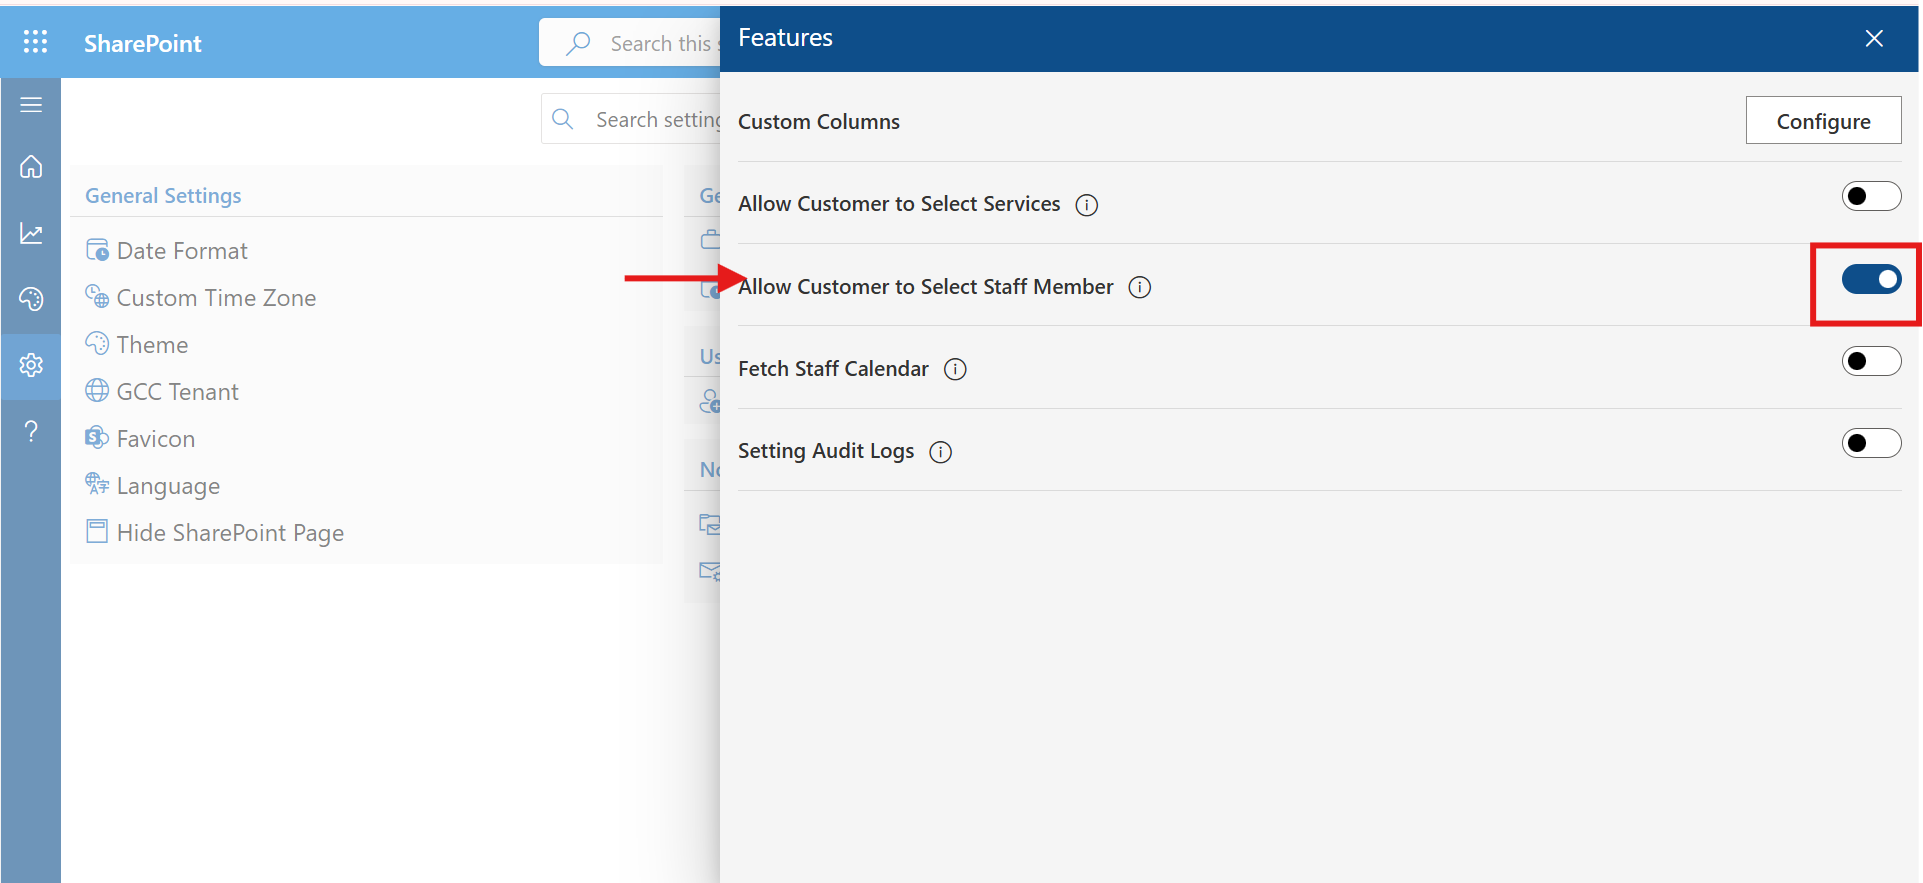 SharePoint
Search this
Features
Search setting
Custom Columns
Configure
General Settings
Ge
Allow Customer to Select Services
Date Format
Custom Time Zone
Allow Customer to Select Staff Member
Theme
Us
Fetch Staff Calendar
GCC Tenant
Favicon
Setting Audit Logs
No
Language
Hide SharePoint Page